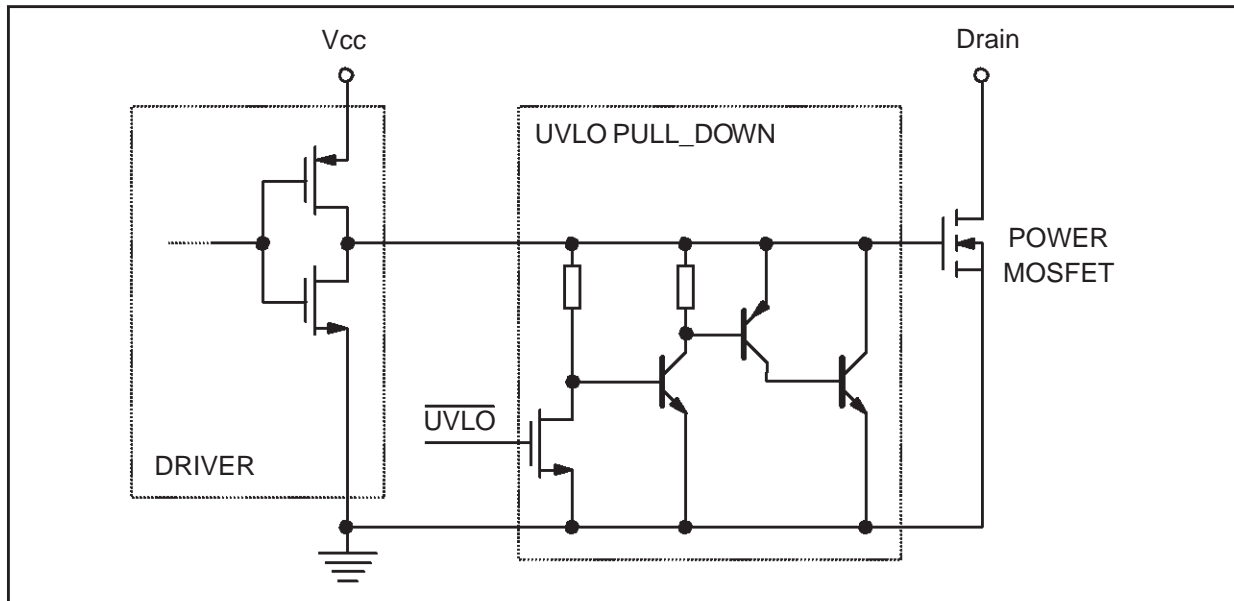 Vcc
Drain
UVLO PULL_DOWN
POWER
MOSFET
UVLO
DRIVER